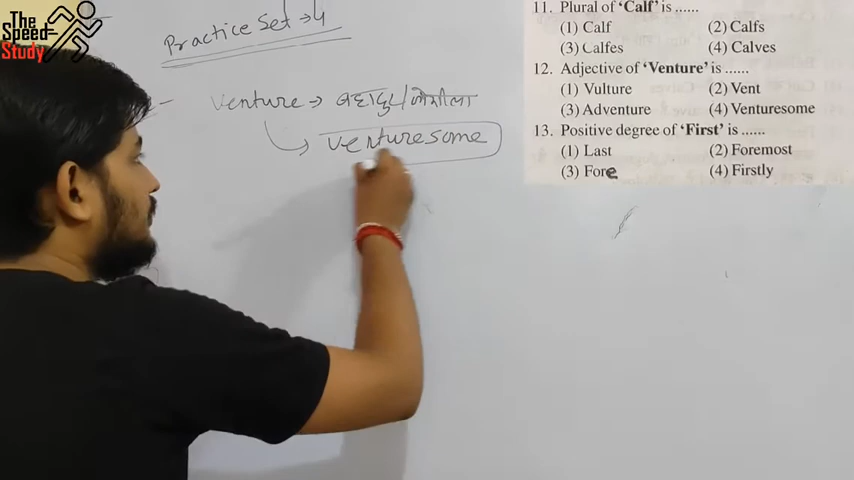 The
Speed
Study
Practice Set → 4
venture → बहादुर/जोशीला
venturesome
11. Plural of 'Calf' is ......
(1) Calf (2) Calfs
(3) Calfes (4) Calves
12. Adjective of 'Venture' is ......
(1) Vulture (2) Vent
(3) Adventure (4) Venturesome
13. Positive degree of 'First' is ......
(1) Last (2) Foremost
(3) Fore (4) Firstly